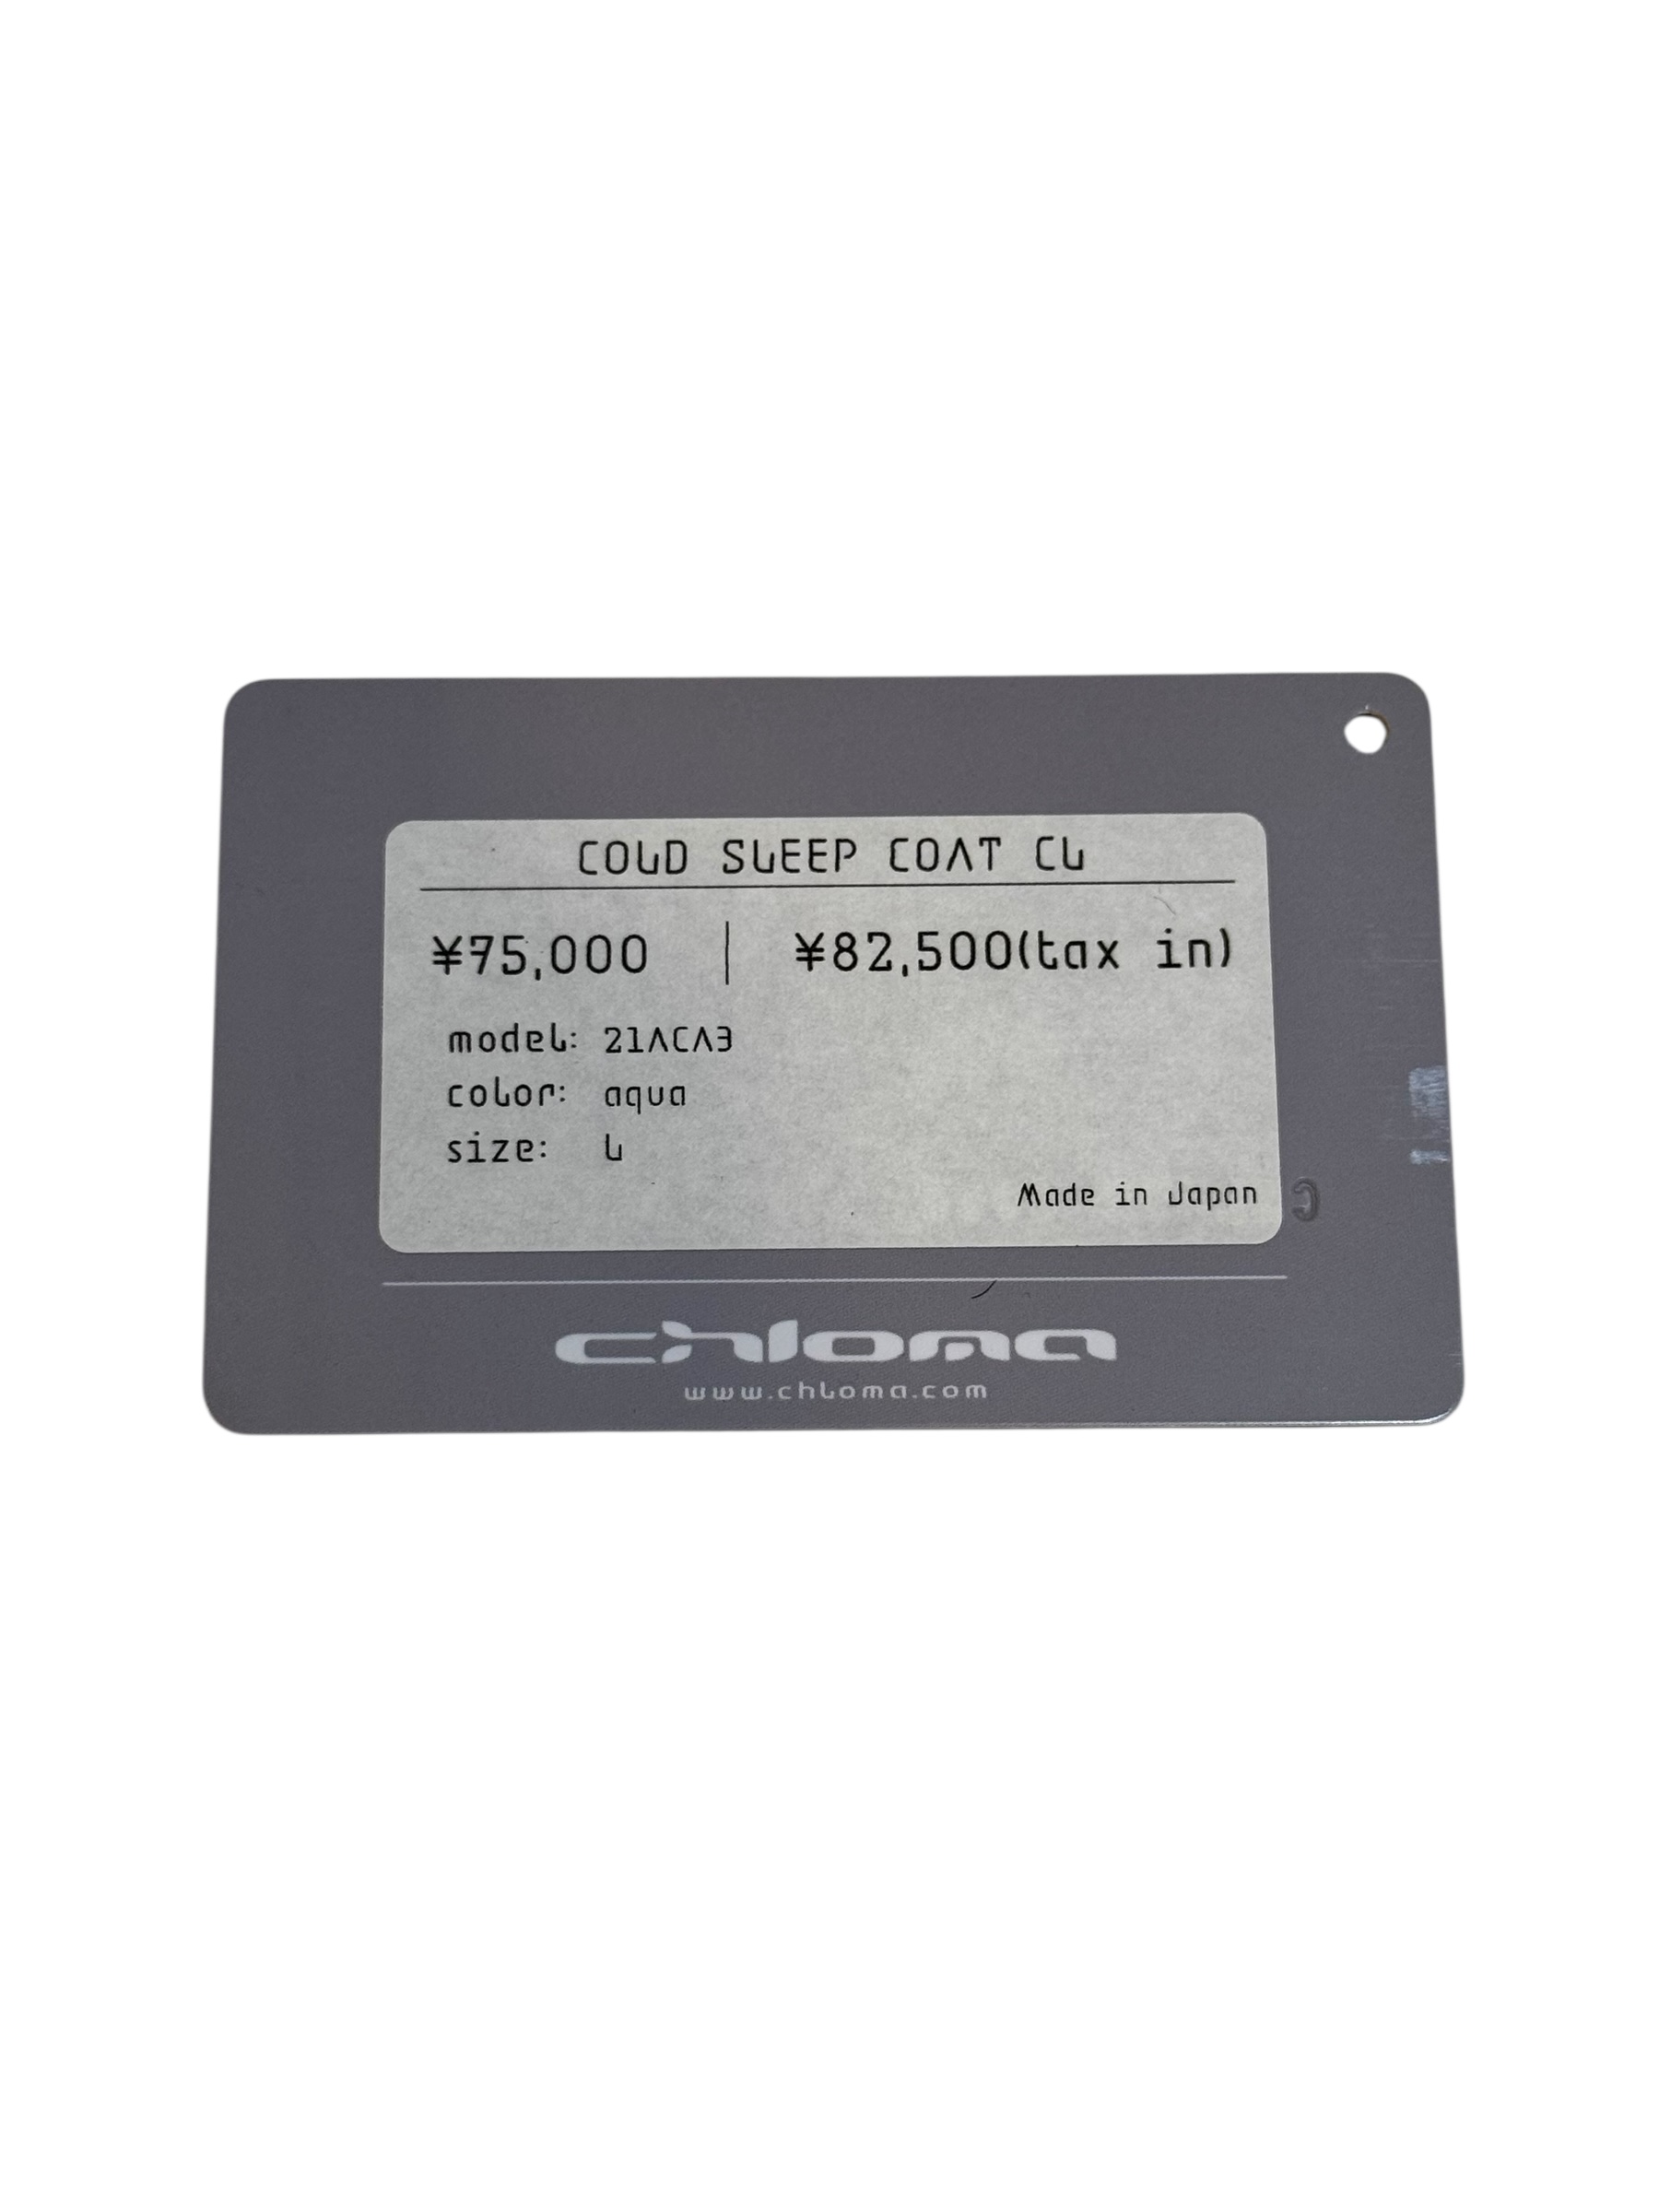 COLD SLEEP COAT CL
¥75,000 | ¥82,500(tax in)
model: 21ACA3
color: aqua
size: L
Made in Japan
chloma
www.chloma.com